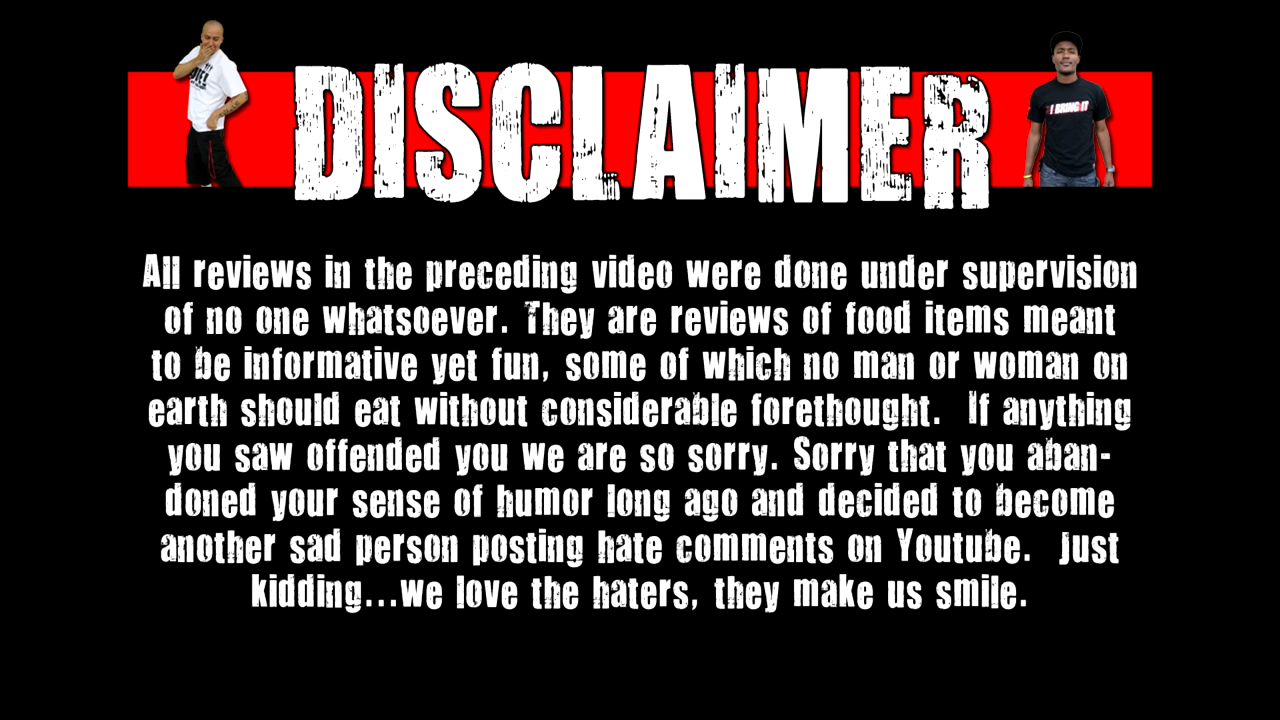 DISCLAIMER
I BRING IT
All reviews in the preceding video were done under supervision
of no one whatsoever. They are reviews of food items meant
to be informative yet fun, some of which no man or woman on
earth should eat without considerable forethought. If anything
you saw offended you we are so sorry. Sorry that you aban-
doned your sense of humor long ago and decided to become
another sad person posting hate comments on Youtube. Just
kidding...we love the haters, they make us smile.